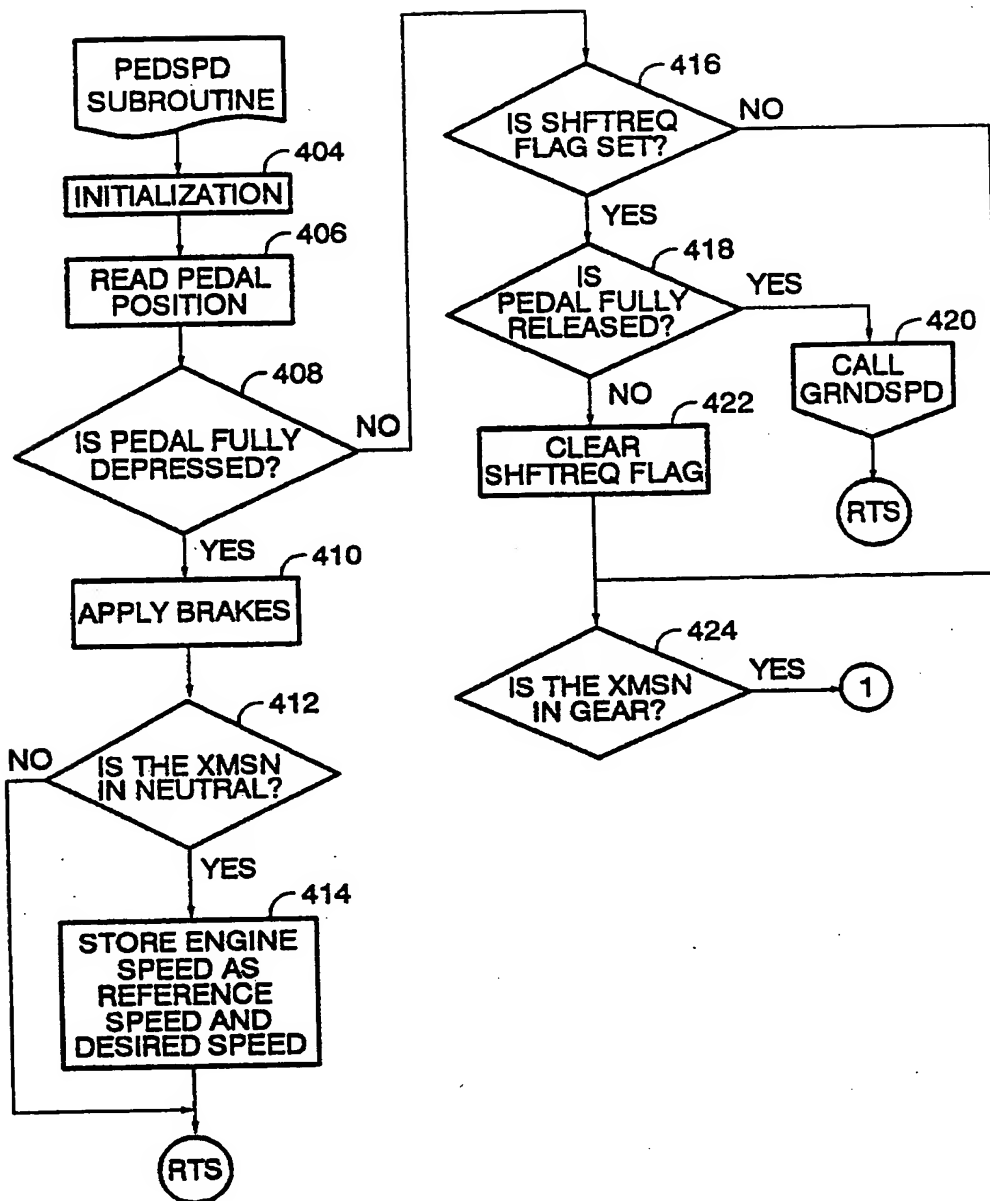 PEDSPD
SUBROUTINE
404
INITIALIZATION
406
READ PEDAL
POSITION
408
IS PEDAL FULLY
DEPRESSED?
NO
YES
410
APPLY BRAKES
412
NO
IS THE XMSN
IN NEUTRAL?
YES
414
STORE ENGINE
SPEED AS
REFERENCE
SPEED AND
DESIRED SPEED
RTS
416
IS SHFTREQ
FLAG SET?
NO
YES
418
IS
PEDAL FULLY
RELEASED?
YES
420
CALL
GRNDSPD
RTS
NO
422
CLEAR
SHFTREQ FLAG
424
IS THE XMSN
IN GEAR?
YES
1